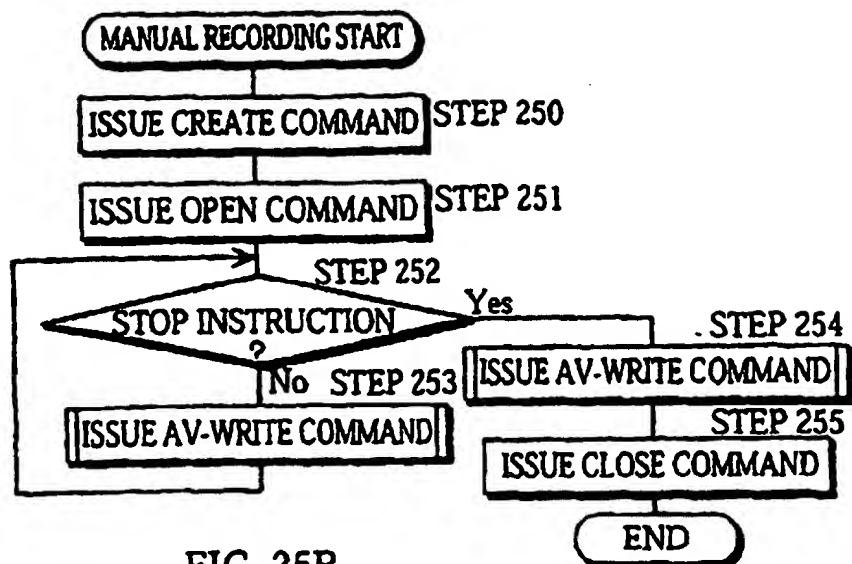 MANUAL RECORDING START
ISSUE CREATE COMMAND
STEP 250
ISSUE OPEN COMMAND
STEP 251
STEP 252
STOP INSTRUCTION
?
Yes
No
STEP 253
ISSUE AV-WRITE COMMAND
STEP 254
ISSUE AV-WRITE COMMAND
STEP 255
ISSUE CLOSE COMMAND
END